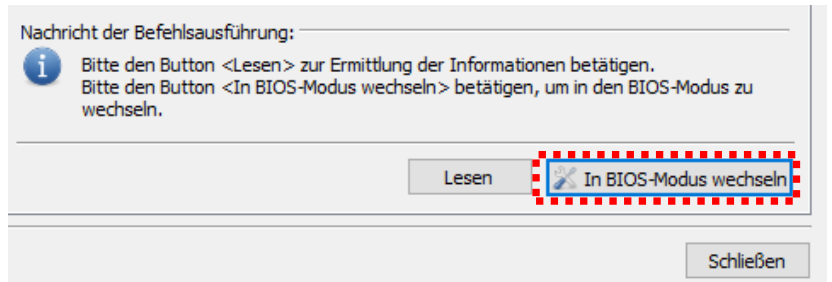 Nachricht der Befehlsausführung:
Bitte den Button <Lesen> zur Ermittlung der Informationen betätigen.
Bitte den Button <In BIOS-Modus wechseln> betätigen, um in den BIOS-Modus zu
wechseln.
Lesen
In BIOS-Modus wechseln
Schließen